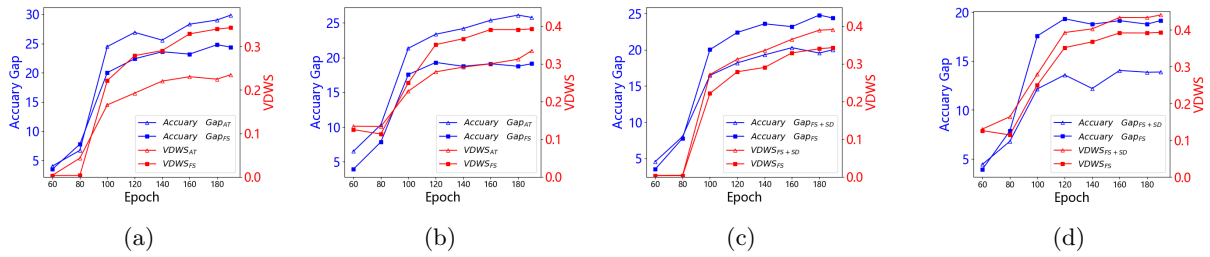 30
25
20
15
10
5
Accuary Gap
60 80 100 120 140 160 180
Epoch
0.3
0.2
0.1
0.0
VDWS
Accuary Gap_AT
Accuary Gap_FS
VDWS_AT
VDWS_FS
(a)
25
20
15
10
5
Accuary Gap
60 80 100 120 140 160 180
Epoch
0.4
0.3
0.2
0.1
0.0
VDWS
Accuary Gap_AT
Accuary Gap_FS
VDWS_AT
VDWS_FS
(b)
25
20
15
10
5
Accuary Gap
60 80 100 120 140 160 180
Epoch
0.4
0.3
0.2
0.1
0.0
VDWS
Accuary Gap_FS+SD
Accuary Gap_FS
VDWS_FS+SD
VDWS_FS
(c)
20
15
10
5
Accuary Gap
60 80 100 120 140 160 180
Epoch
0.4
0.3
0.2
0.1
0.0
VDWS
Accuary Gap_FS+SD
Accuary Gap_FS
VDWS_FS+SD
VDWS_FS
(d)